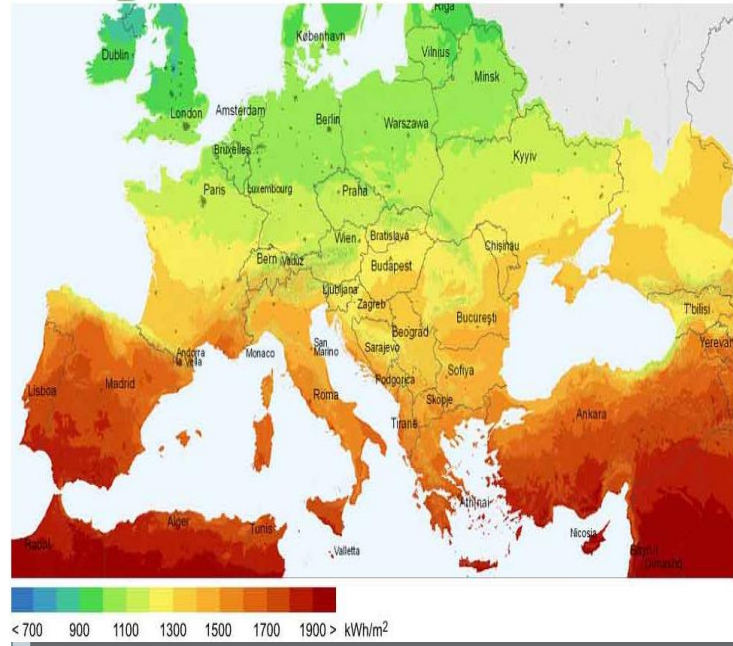 Riga
København
Dublin
Vilnius
Minsk
London
Amsterdam
Berlin
Warszawa
Bruxelles
Kyyiv
Paris
Luxembourg
Praha
Wien
Bratislava
Chişinău
Bern
Vaduz
Budapest
Ljubljana
Zagreb
Bucureşti
T'bilisi
Beograd
Yerevan
San
Marino
Sarajevo
Monaco
Andorra
la Vella
Sofiya
Podgorica
Lisboa
Madrid
Roma
Skopje
Ankara
Tiranë
Athínai
Alger
Tunis
Nicosia
Rabat
Valletta
Dimashq
< 700 900 1100 1300 1500 1700 1900 > kWh/m²